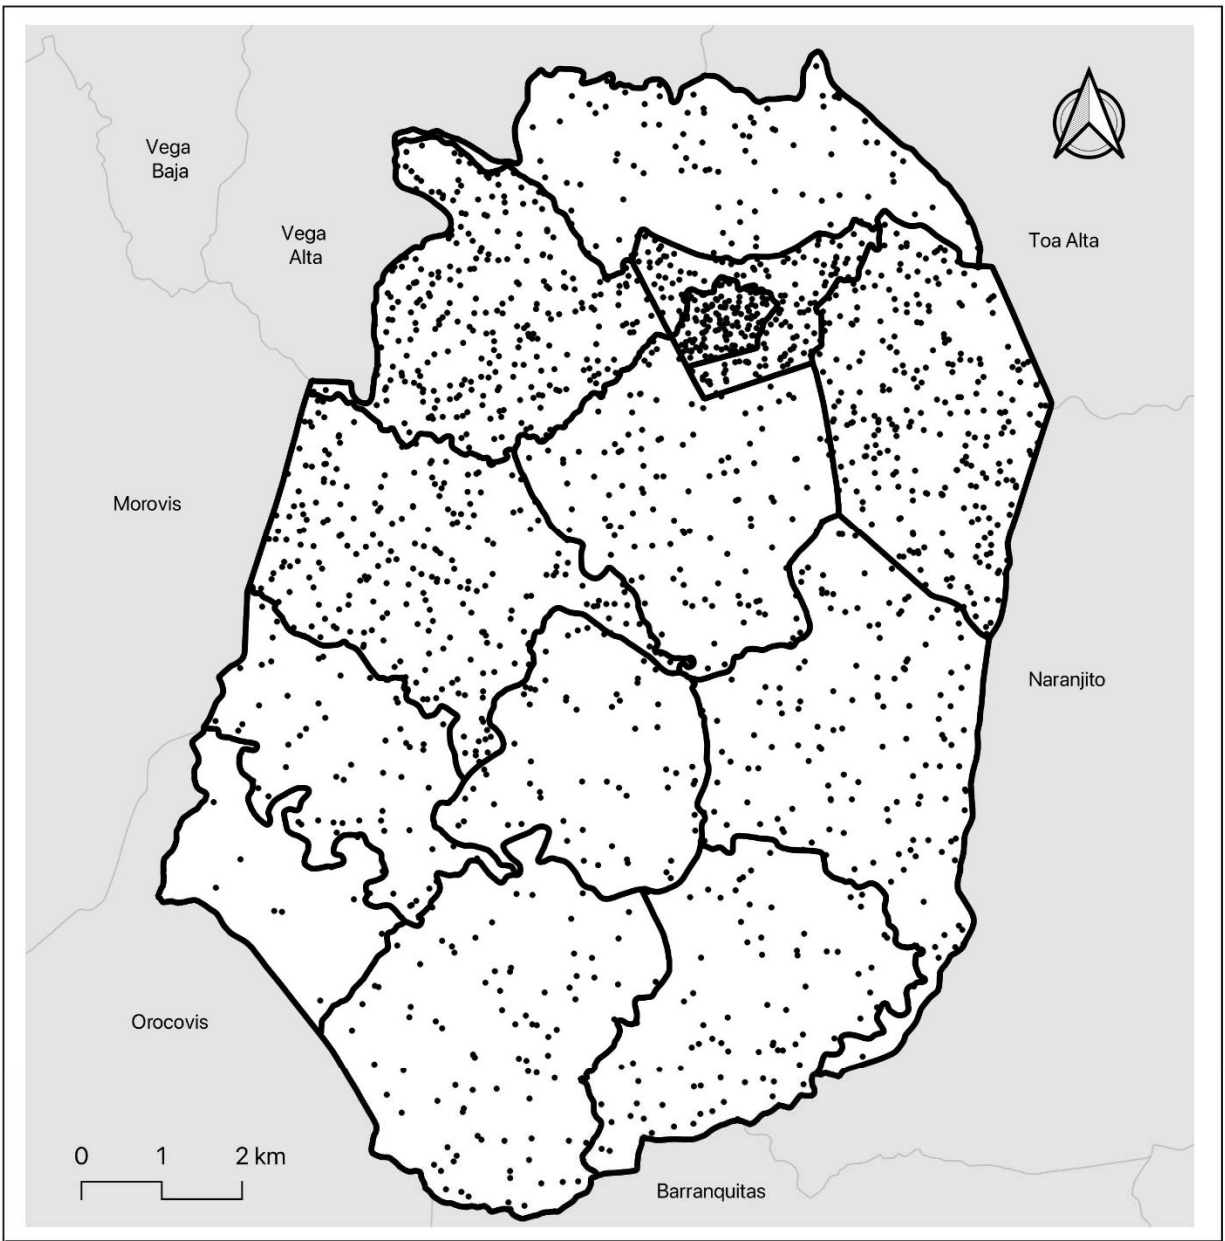 Vega
Baja
Vega
Alta
Toa Alta
Morovis
Naranjito
Orocovis
0 1 2 km
Barranquitas